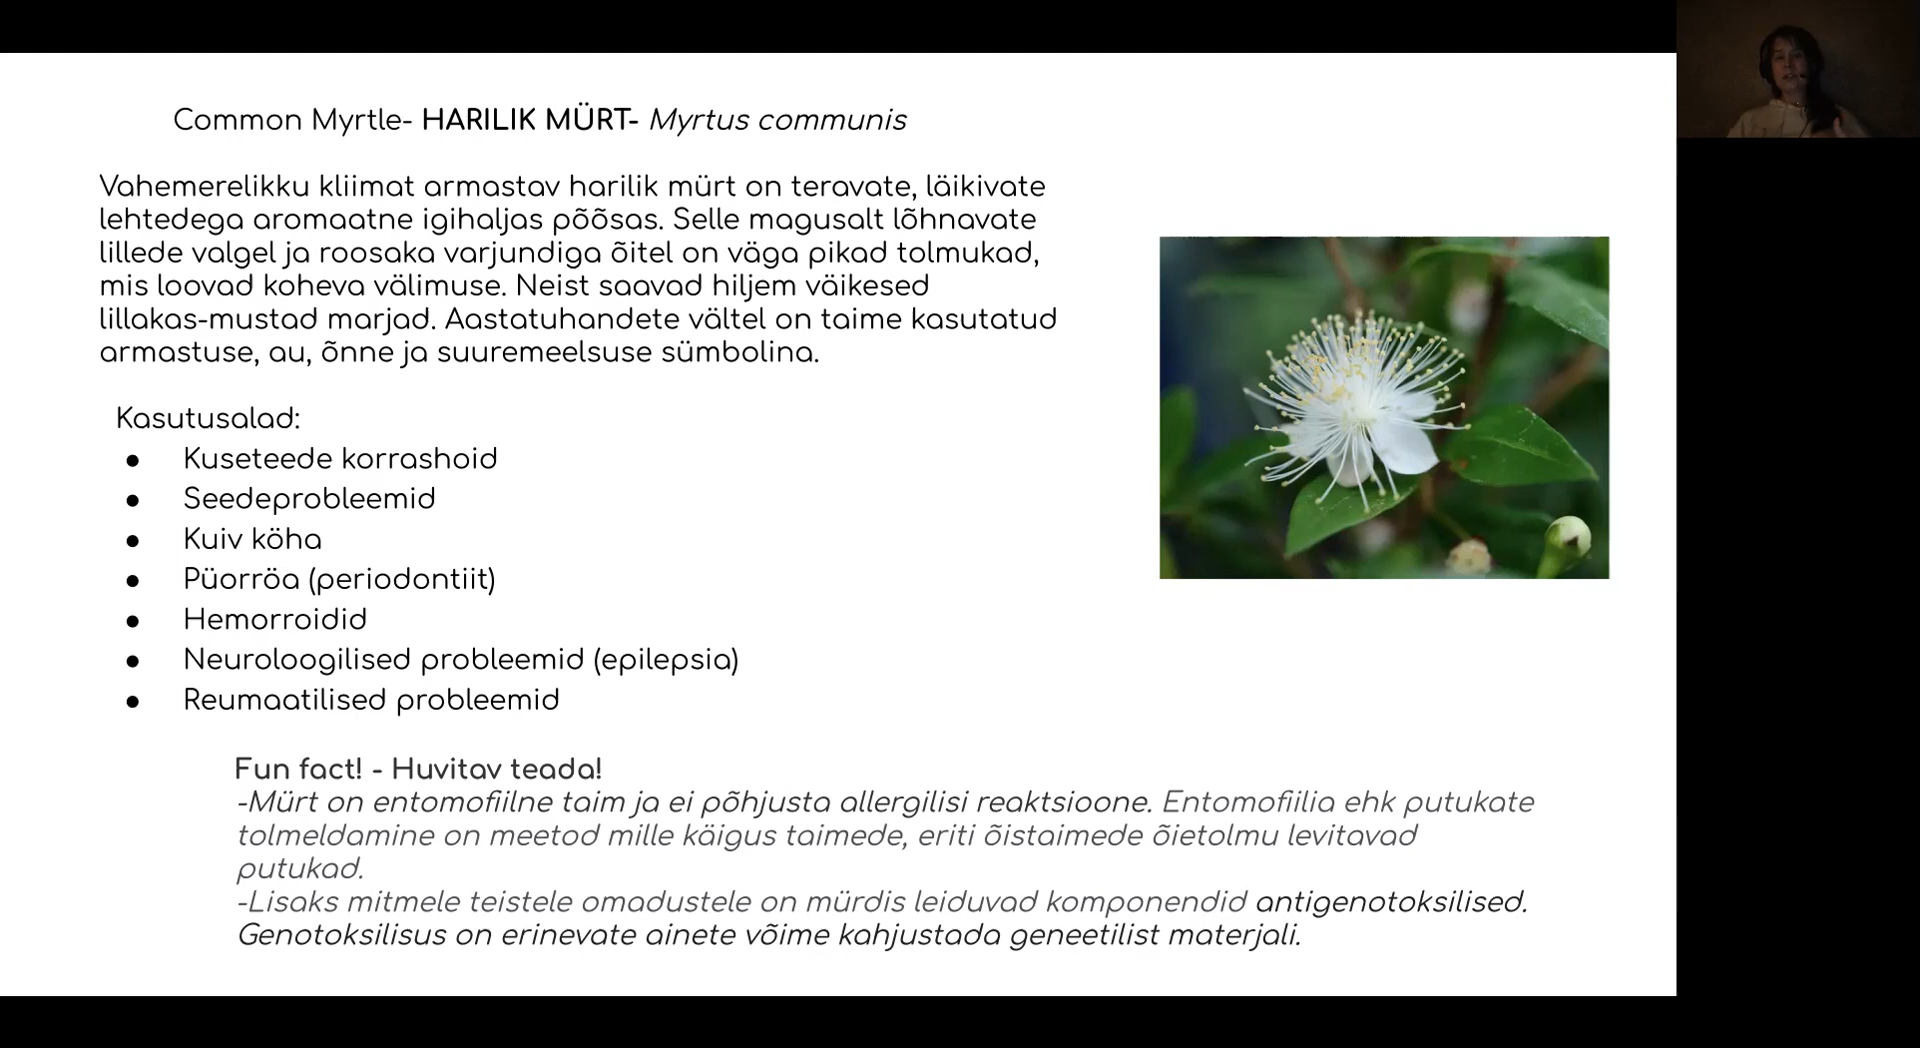 Common Myrtle- HARILIK MÜRT- Myrtus communis
Vahemerelikku kliimat armastav harilik mürt on teravate, läikivate
lehtedega aromaatne igihaljas põõsas. Selle magusalt lõhnavate
lillede valgel ja roosaka varjundiga õitel on väga pikad tolmukad,
mis loovad koheva välimuse. Neist saavad hiljem väikesed
lillakas-mustad marjad. Aastatuhandete vältel on taime kasutatud
armastuse, au, õnne ja suuremeelsuse sümbolina.
Kasutusalad:
● Kuseteede korrashoid
● Seedeprobleemid
● Kuiv köha
● Püorröa (periodontiit)
● Hemorroidid
● Neuroloogilised probleemid (epilepsia)
● Reumaatilised probleemid
Fun fact! - Huvitav teada!
-Mürt on entomofiilne taim ja ei põhjusta allergilisi reaktsioone. Entomofiilia ehk putukate
tolmeldamine on meetod mille käigus taimede, eriti õistaimede õietolmu levitavad
putukad.
-Lisaks mitmele teistele omadustele on mürdis leiduvad komponendid antigenotoksilised.
Genotoksilisus on erinevate ainete võime kahjustada geneetilist materjali.